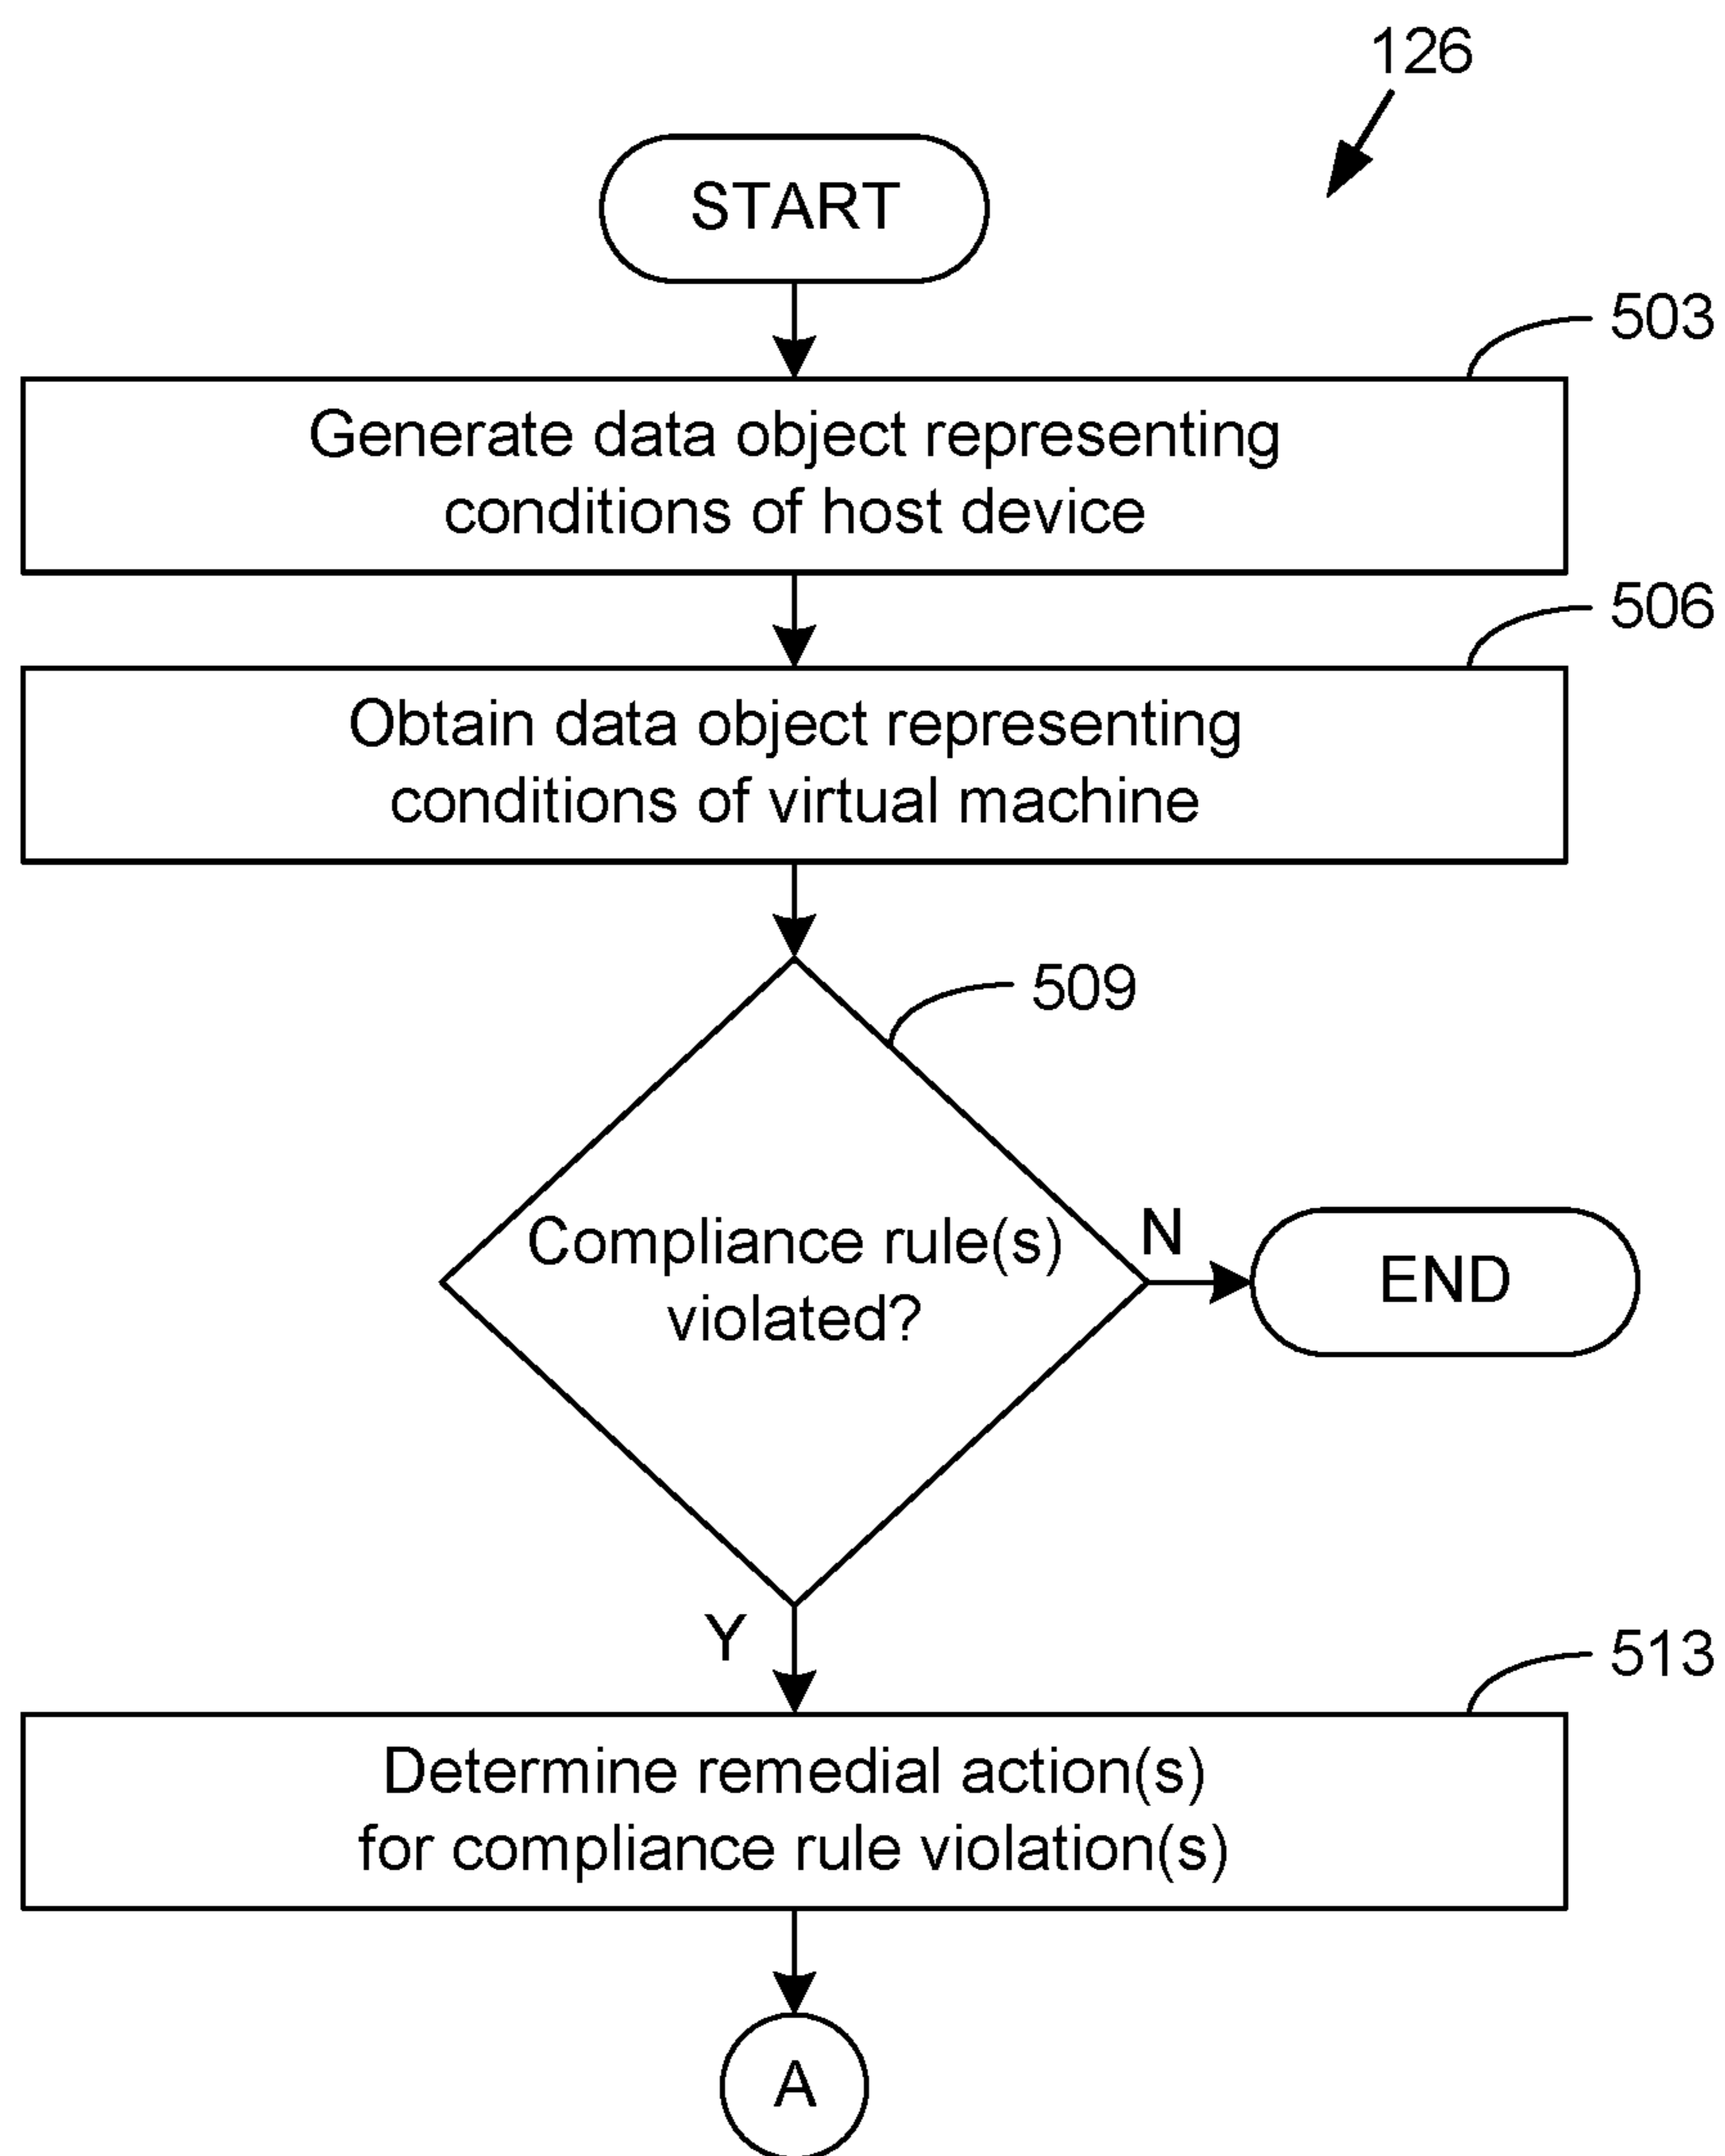 126
START
503
Generate data object representing
conditions of host device
506
Obtain data object representing
conditions of virtual machine
509
Compliance rule(s)
violated?
N
END
Y
513
Determine remedial action(s)
for compliance rule violation(s)
A